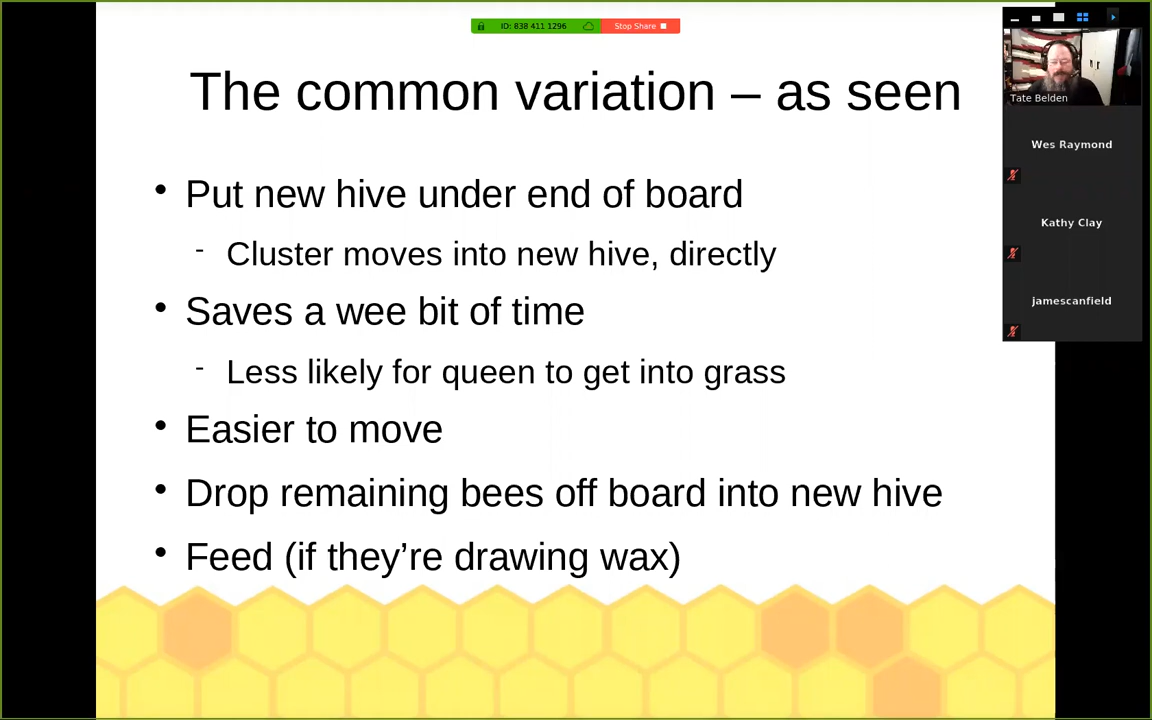 ID: 838 411 1296
Stop Share
The common variation – as seen
• Put new hive under end of board
- Cluster moves into new hive, directly
• Saves a wee bit of time
- Less likely for queen to get into grass
• Easier to move
• Drop remaining bees off board into new hive
• Feed (if they’re drawing wax)
Tate Belden
Wes Raymond
Kathy Clay
jamescanfield